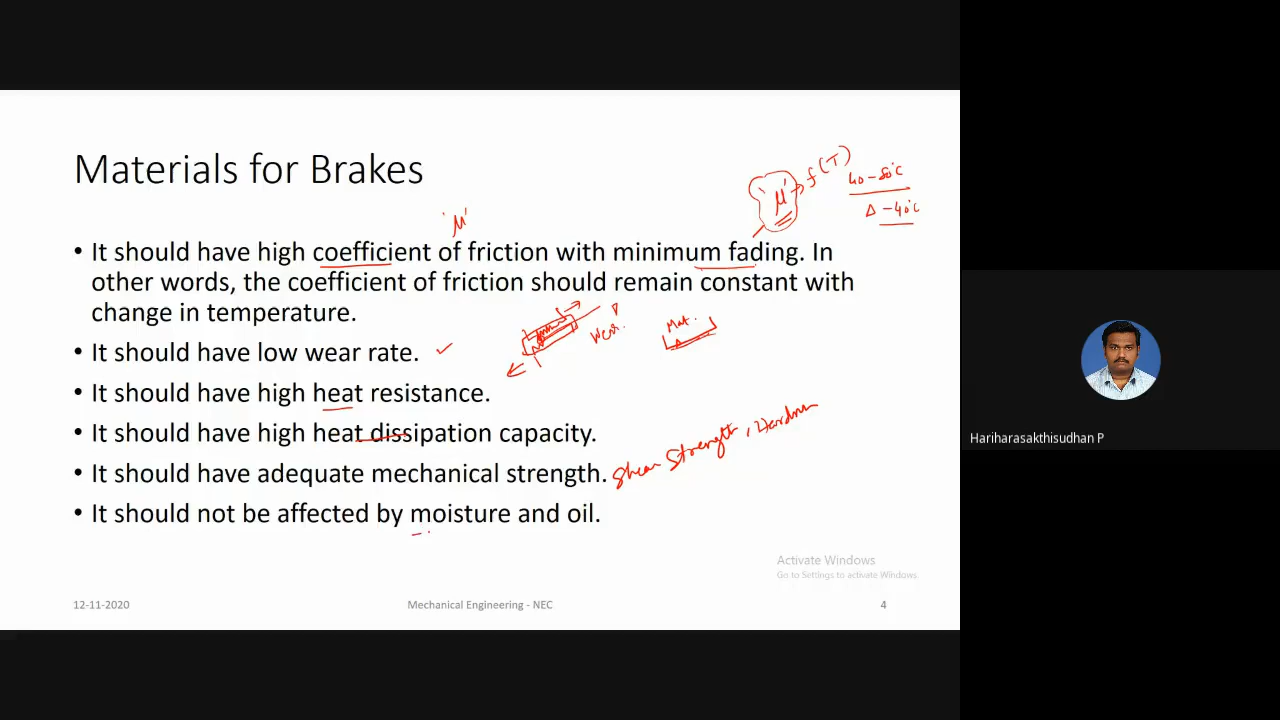 Materials for Brakes
μ → f(T)
40-80°C
Δ - 40°C
'μ'
• It should have high coefficient of friction with minimum fading. In
other words, the coefficient of friction should remain constant with
change in temperature.
Wear.
Mat.
• It should have low wear rate. ✓
• It should have high heat resistance.
• It should have high heat dissipation capacity.
• It should have adequate mechanical strength. Shear Strength,
• It should not be affected by moisture and oil.
Activate Windows
Go to Settings to activate Windows.
12-11-2020
Mechanical Engineering - NEC
4
Hariharasakthisudhan P